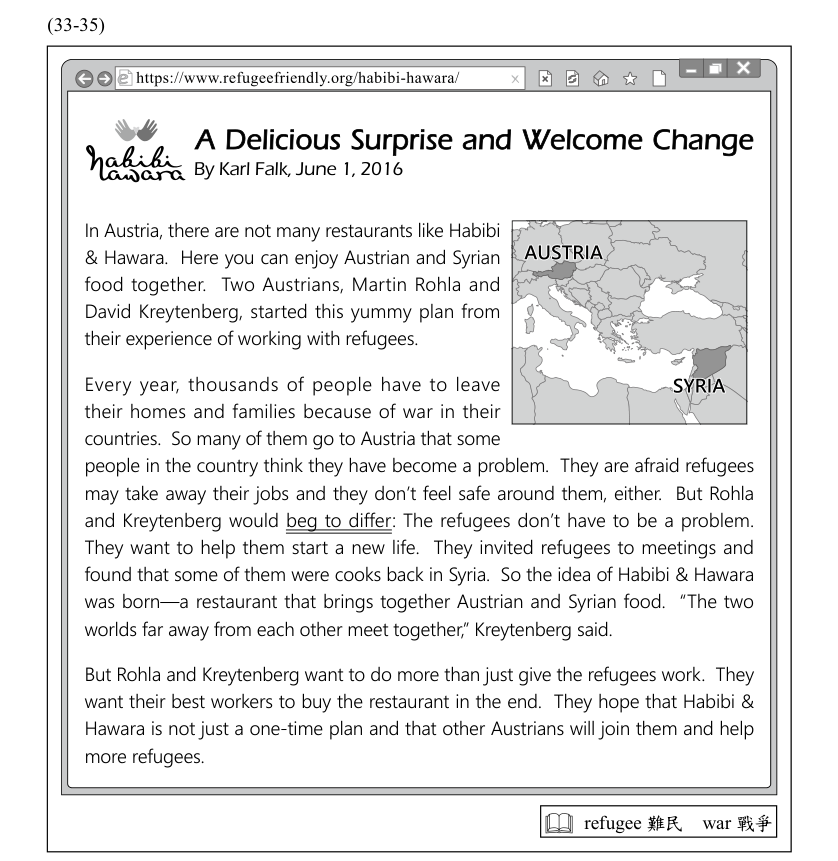 (33-35)
https://www.refugeefriendly.org/habibi-hawara/
habibi
hawara
A Delicious Surprise and Welcome Change
By Karl Falk, June 1, 2016
In Austria, there are not many restaurants like Habibi
& Hawara. Here you can enjoy Austrian and Syrian
food together. Two Austrians, Martin Rohla and
David Kreytenberg, started this yummy plan from
their experience of working with refugees.
AUSTRIA
SYRIA
Every year, thousands of people have to leave
their homes and families because of war in their
countries. So many of them go to Austria that some
people in the country think they have become a problem. They are afraid refugees
may take away their jobs and they don't feel safe around them, either. But Rohla
and Kreytenberg would beg to differ: The refugees don't have to be a problem.
They want to help them start a new life. They invited refugees to meetings and
found that some of them were cooks back in Syria. So the idea of Habibi & Hawara
was born—a restaurant that brings together Austrian and Syrian food. "The two
worlds far away from each other meet together," Kreytenberg said.
But Rohla and Kreytenberg want to do more than just give the refugees work. They
want their best workers to buy the restaurant in the end. They hope that Habibi &
Hawara is not just a one-time plan and that other Austrians will join them and help
more refugees.
refugee 難民 war 戰爭